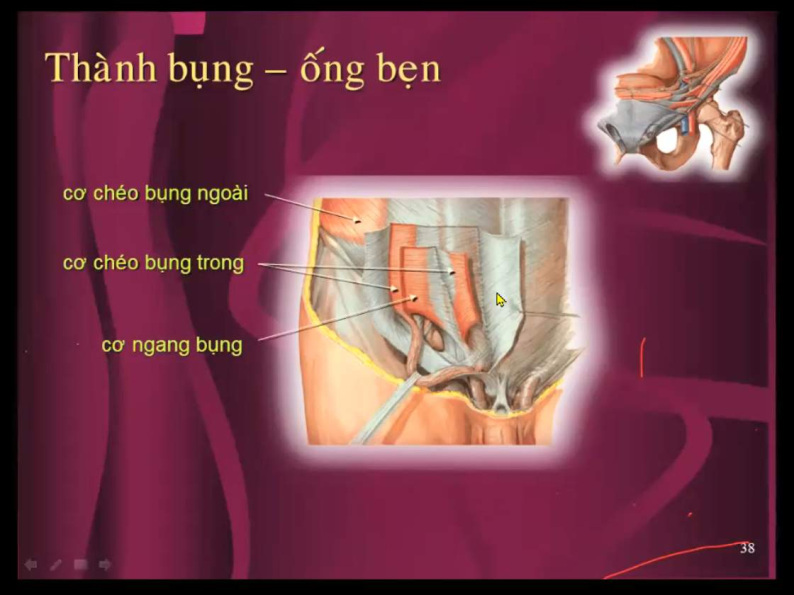 Thành bụng – ống bẹn
cơ chéo bụng ngoài
cơ chéo bụng trong
cơ ngang bụng
38